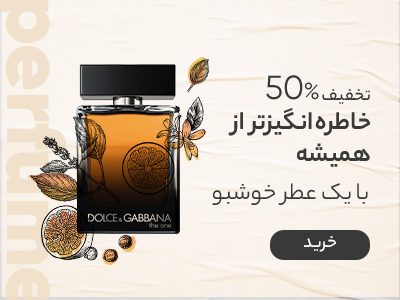 perfume
تخفیف 50%
خاطره‌انگیزتر از
همیشه
با یک عطر خوشبو
خرید
DOLCE & GABBANA
the one